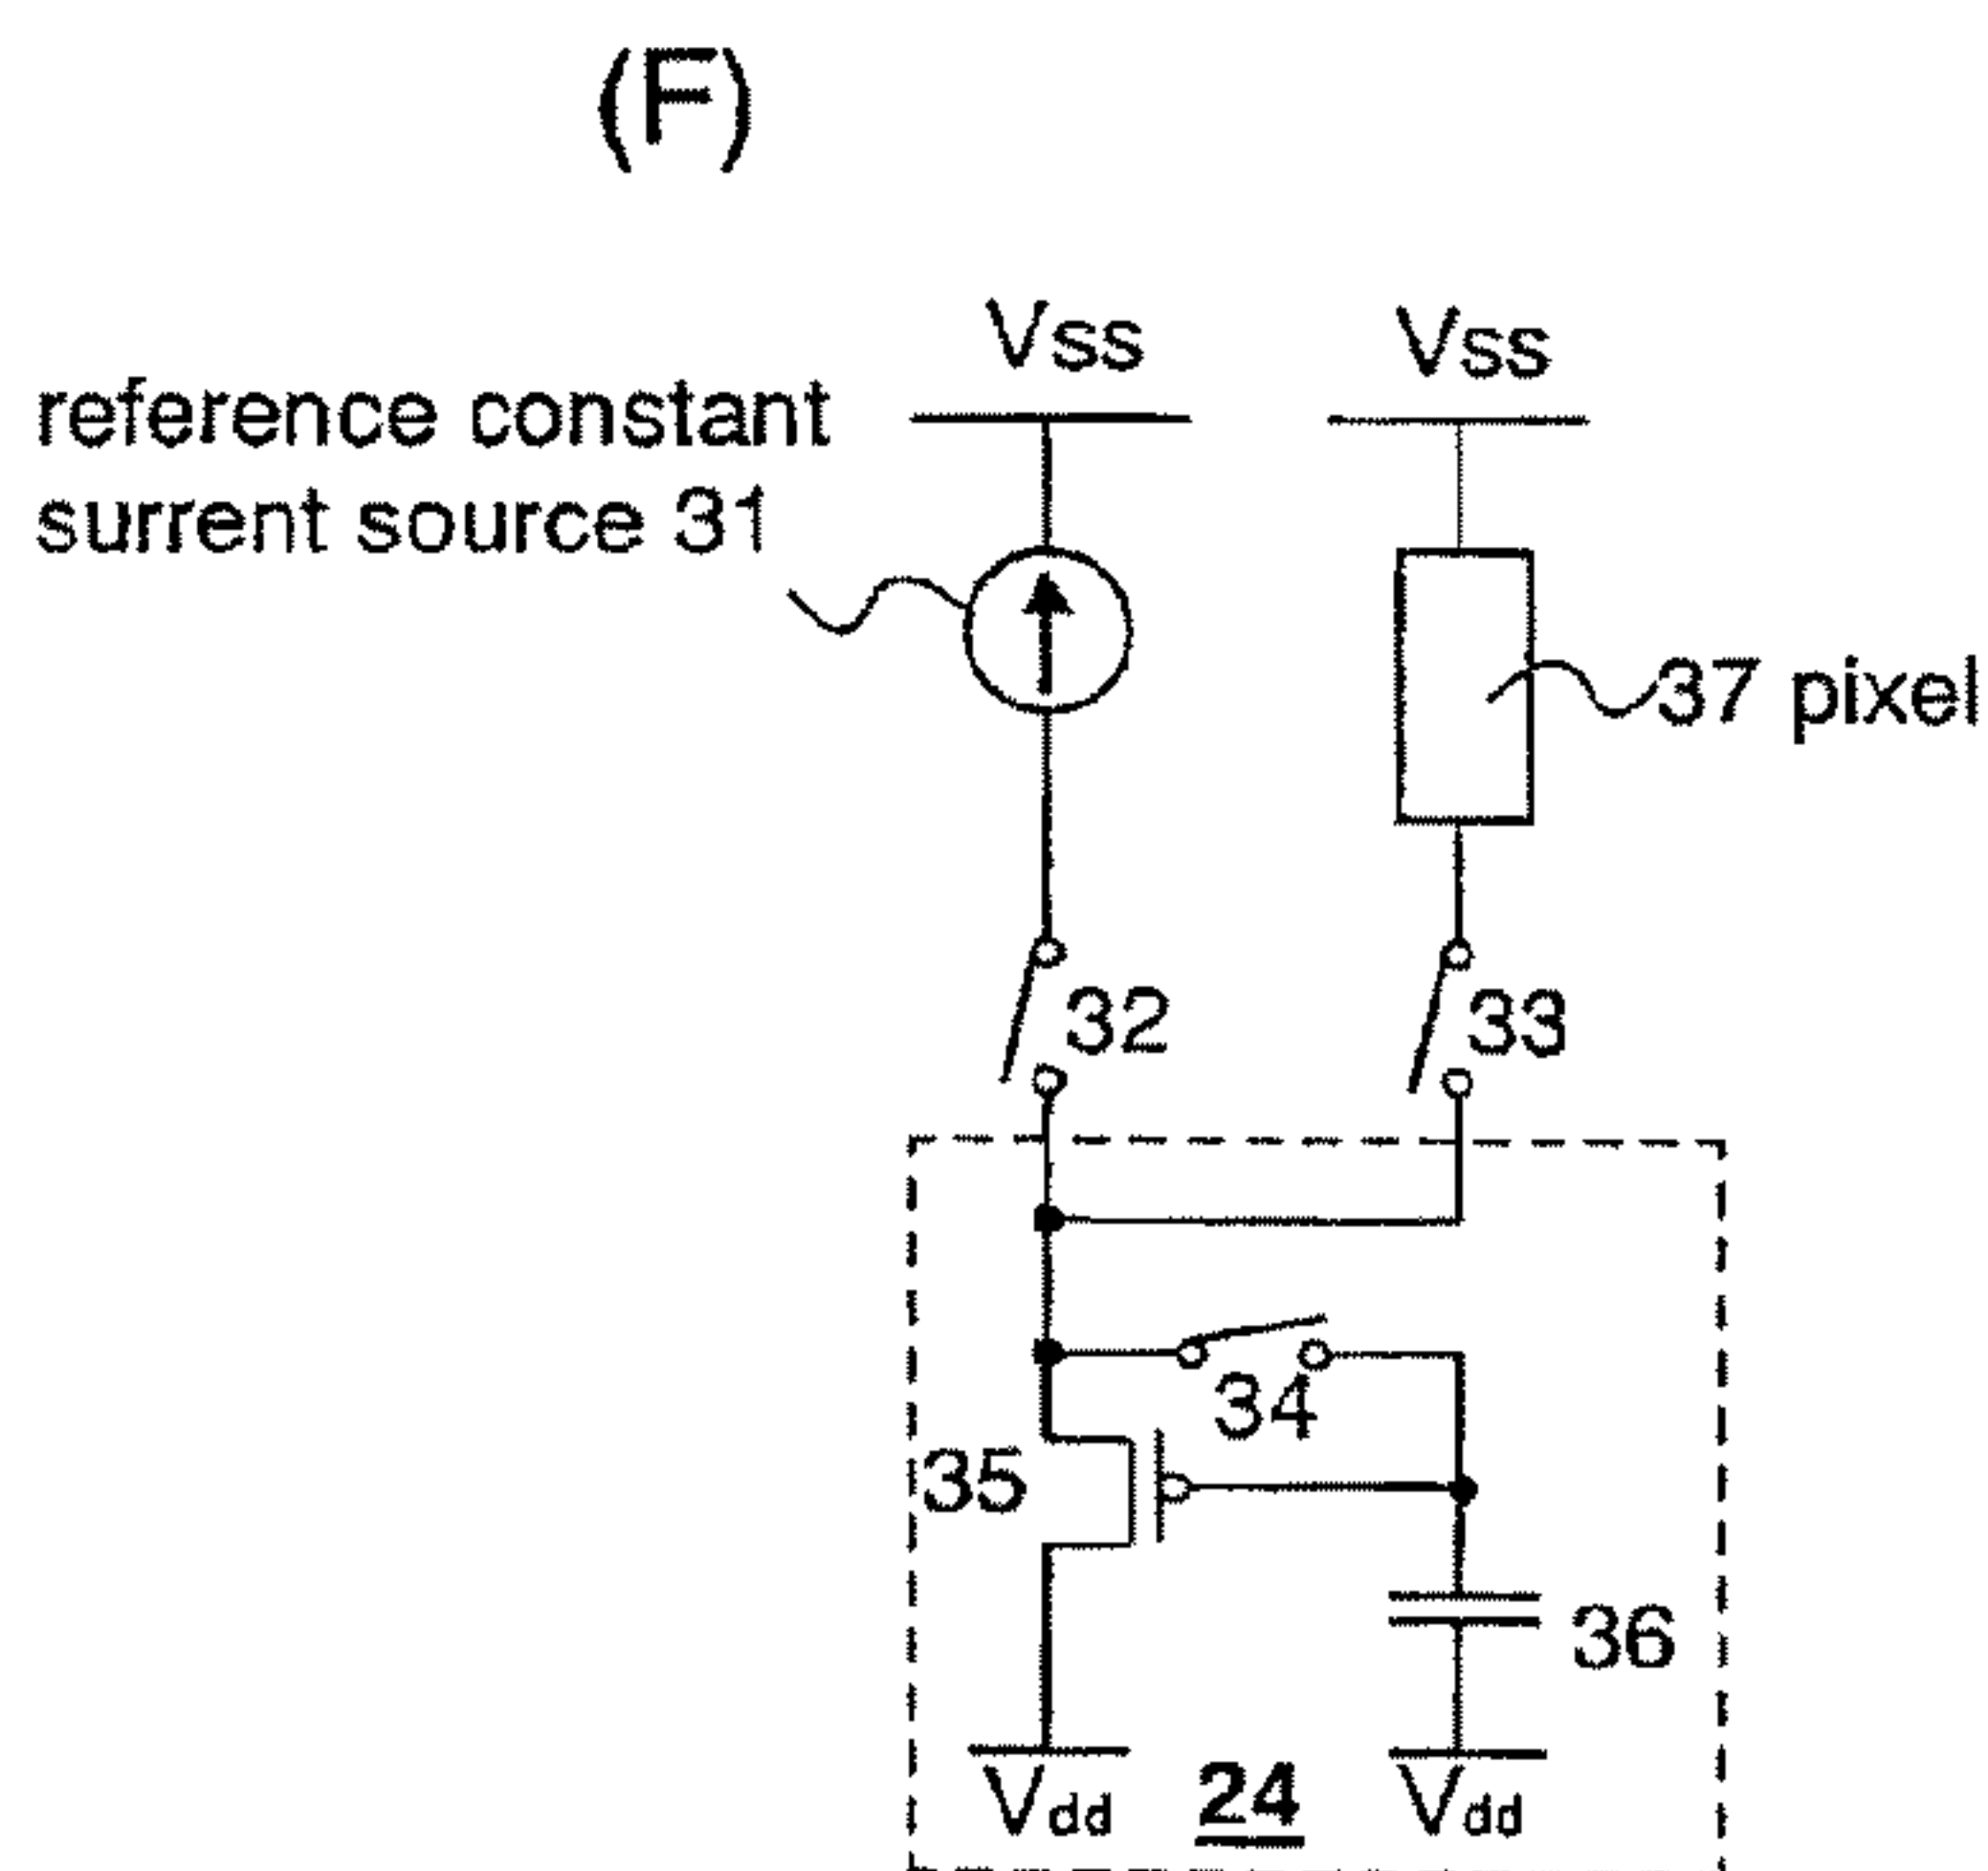 (F)
Vss
Vss
reference constant
surrent source 31
37 pixel
32
33
34
35
36
Vdd
24
Vdd